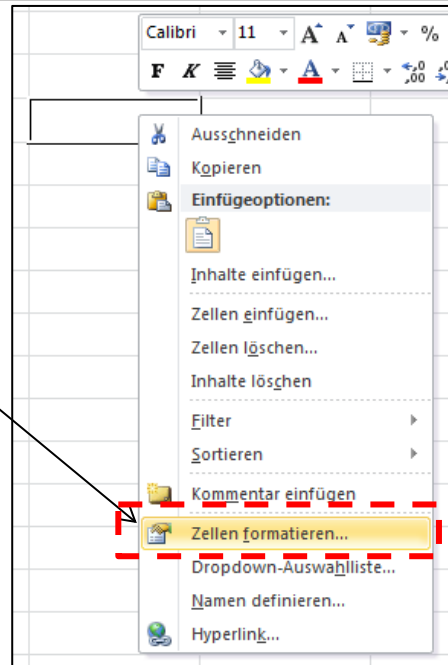 Calibri 11 A A %
F K A ,00
Ausschneiden
Kopieren
Einfügeoptionen:
Inhalte einfügen...
Zellen einfügen...
Zellen löschen...
Inhalte löschen
Filter
Sortieren
Kommentar einfügen
Zellen formatieren...
Dropdown-Auswahlliste...
Namen definieren...
Hyperlink...